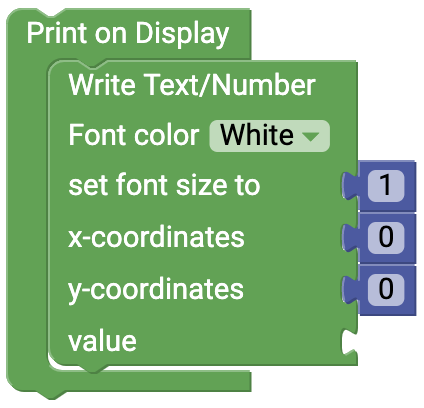 Print on Display
Write Text/Number
Font color White
set font size to 1
x-coordinates 0
y-coordinates 0
value